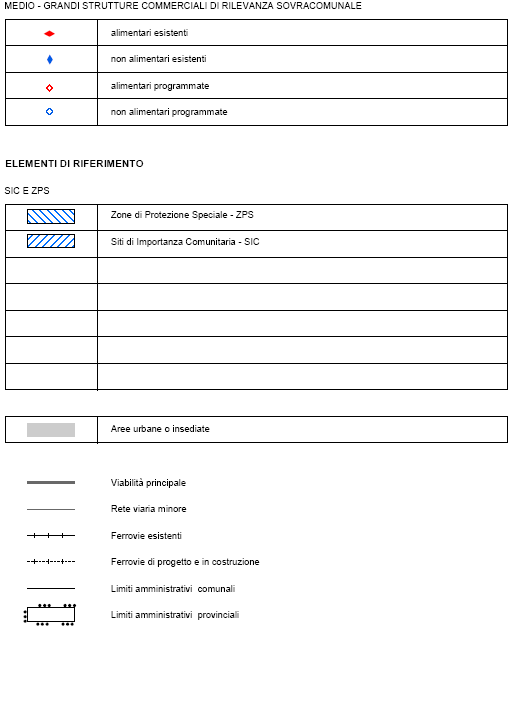 MEDIO - GRANDI STRUTTURE COMMERCIALI DI RILEVANZA SOVRACOMUNALE
alimentari esistenti
non alimentari esistenti
alimentari programmate
non alimentari programmate
ELEMENTI DI RIFERIMENTO
SIC E ZPS
Zone di Protezione Speciale - ZPS
Siti di Importanza Comunitaria - SIC
Aree urbane o insediate
Viabilità principale
Rete viaria minore
Ferrovie esistenti
Ferrovie di progetto e in costruzione
Limiti amministrativi comunali
Limiti amministrativi provinciali